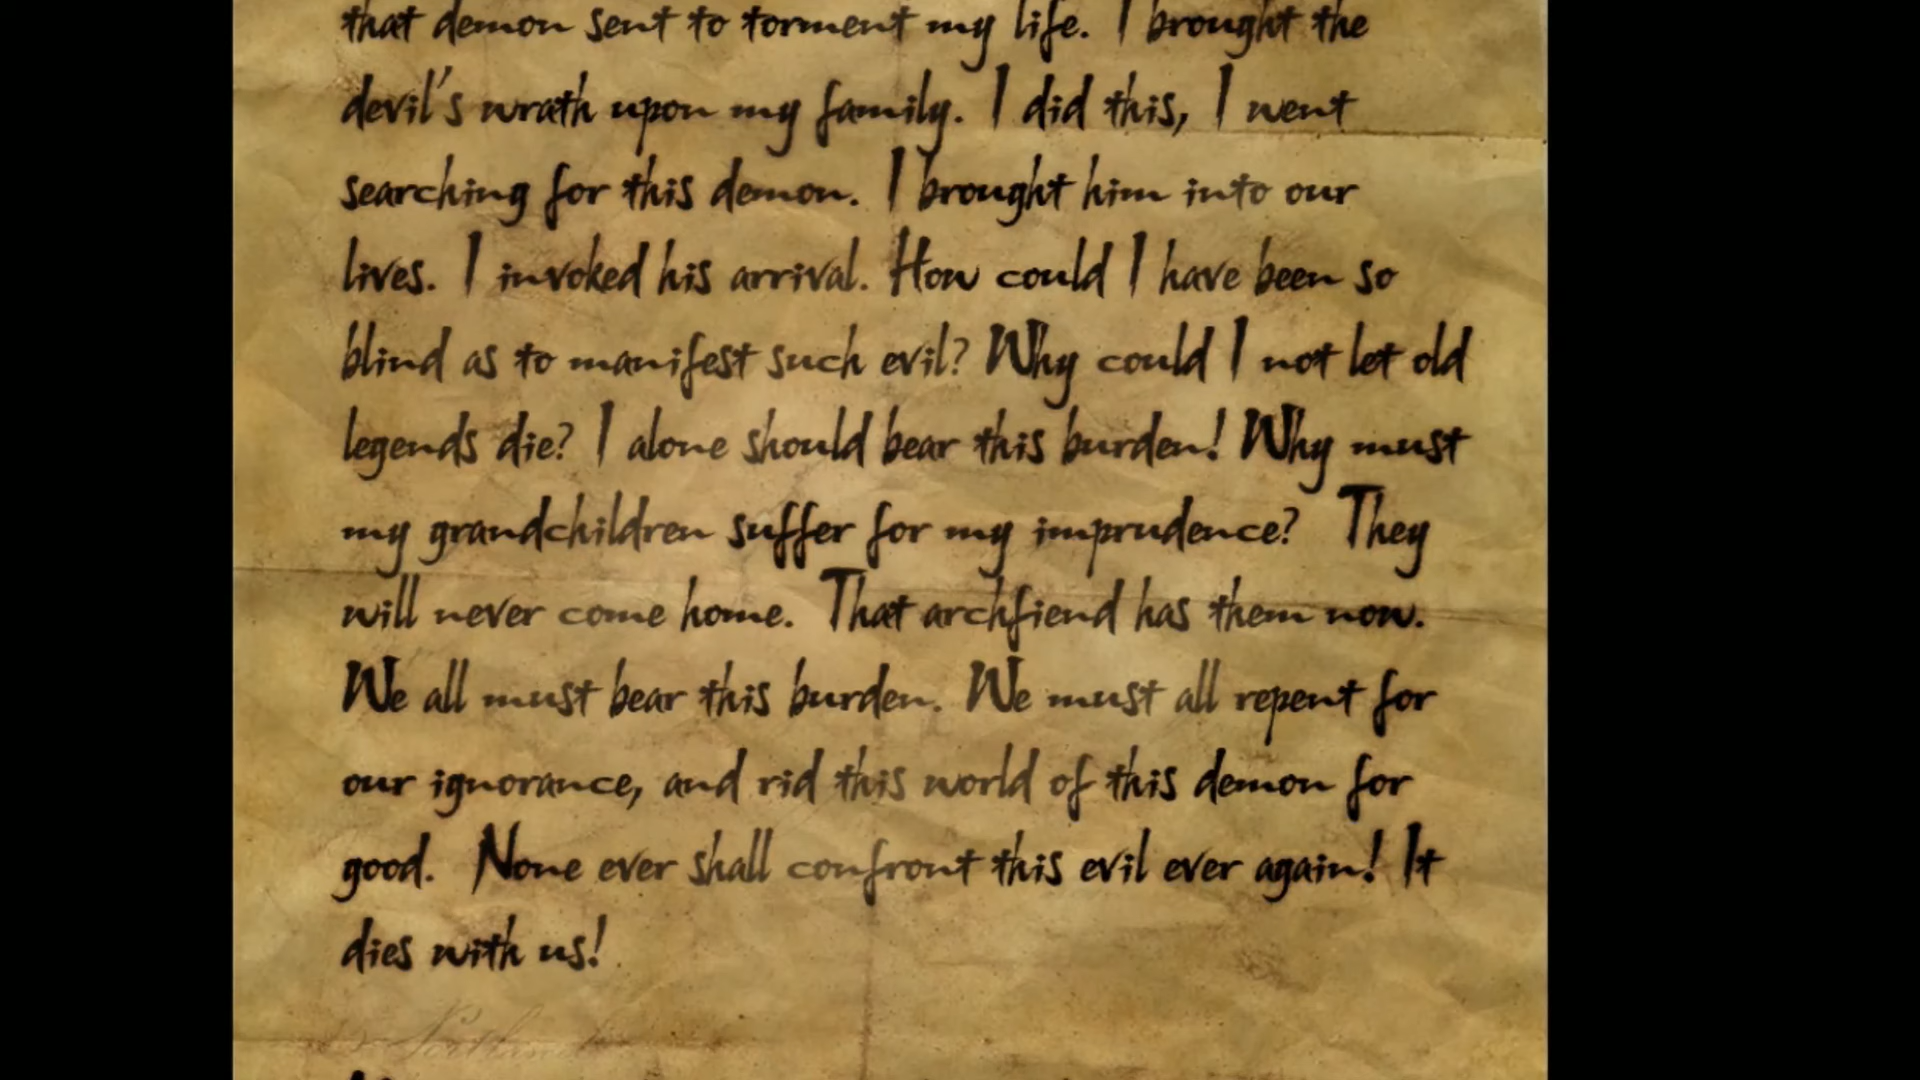 that demon sent to torment my life. I brought the
devil's wrath upon my family. I did this, I went
searching for this demon. I brought him into our
lives. I invoked his arrival. How could I have been so
blind as to manifest such evil? Why could I not let old
legends die? I alone should bear this burden! Why must
my grandchildren suffer for my imprudence? They
will never come home. That archfiend has them now.
We all must bear this burden. We must all repent for
our ignorance, and rid this world of this demon for
good. None ever shall confront this evil ever again! It
dies with us!